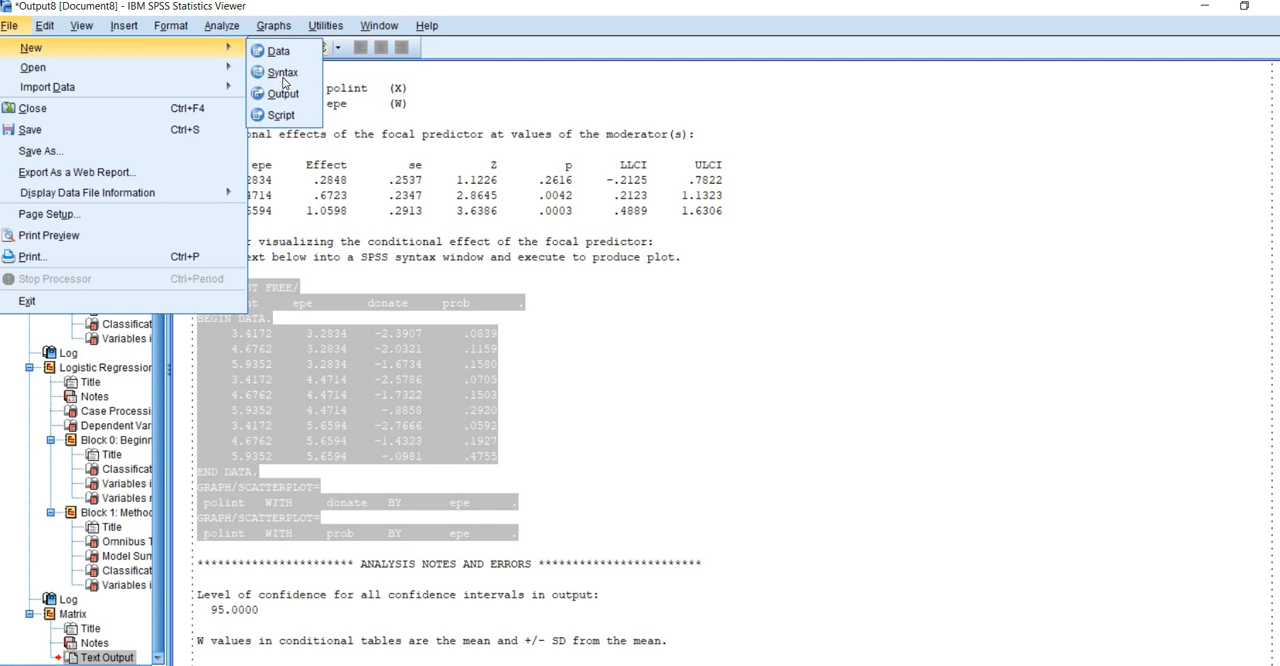 *Output8 [Document8] - IBM SPSS Statistics Viewer
File Edit View Insert Format Analyze Graphs Utilities Window Help
New
Open
Import Data
Close Ctrl+F4
Save Ctrl+S
Save As...
Export As a Web Report...
Display Data File Information
Page Setup...
Print Preview
Print... Ctrl+P
Stop Processor Ctrl+Period
Exit
Data
Syntax
Output
Script
polint (X)
epe (W)
onal effects of the focal predictor at values of the moderator(s):
epe Effect se Z p LLCI ULCI
2834 .2848 .2537 1.1226 .2616 -.2125 .7822
4714 .6723 .2347 2.8645 .0042 .2123 1.1323
6594 1.0598 .2913 3.6386 .0003 .4889 1.6306
r visualizing the conditional effect of the focal predictor:
ext below into a SPSS syntax window and execute to produce plot.
ST FREE/
nt epe donate prob .
BEGIN DATA.
3.4172 3.2834 -2.3907 .0839
4.6762 3.2834 -2.0321 .1159
5.9352 3.2834 -1.6734 .1580
3.4172 4.4714 -2.5786 .0705
4.6762 4.4714 -1.7322 .1503
5.9352 4.4714 -.8858 .2920
3.4172 5.6594 -2.7666 .0592
4.6762 5.6594 -1.4323 .1927
5.9352 5.6594 -.0981 .4755
END DATA.
GRAPH/SCATTERPLOT=
polint WITH donate BY epe .
GRAPH/SCATTERPLOT=
polint WITH prob BY epe .
*********************** ANALYSIS NOTES AND ERRORS ************************
Level of confidence for all confidence intervals in output:
95.0000
W values in conditional tables are the mean and +/- SD from the mean.
Classificat
Variables i
Log
Logistic Regression
Title
Notes
Case Processi
Dependent Var
Block 0: Beginn
Title
Classificat
Variables i
Variables n
Block 1: Method
Title
Omnibus T
Model Sum
Classificat
Variables i
Log
Matrix
Title
Notes
Text Output